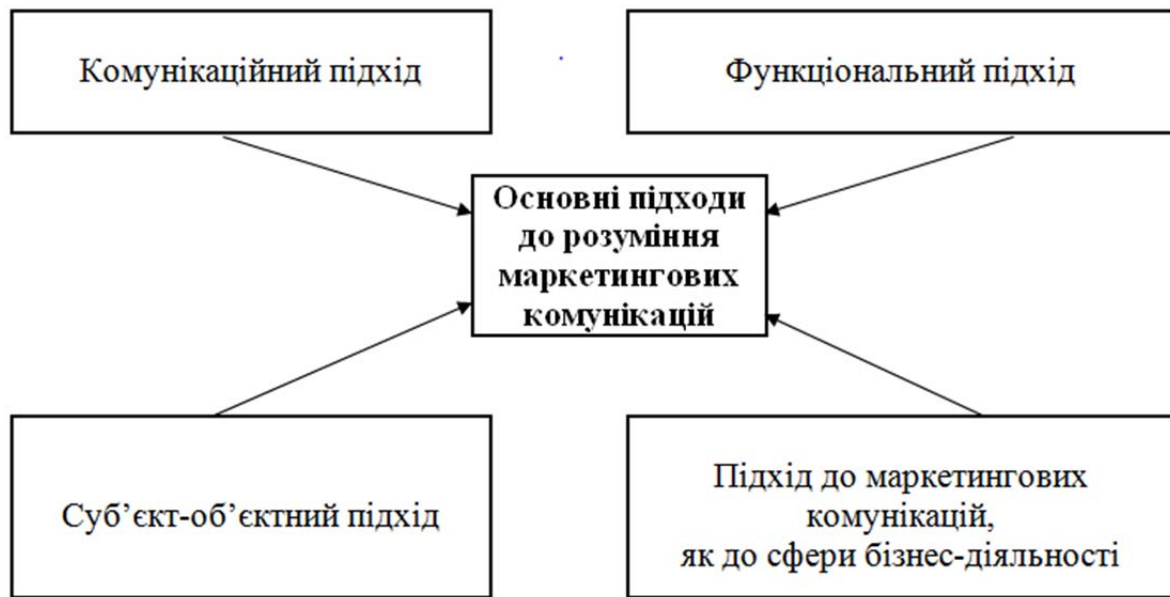 Комунікаційний підхід
Функціональний підхід
Основні підходи
до розуміння
маркетингових
комунікацій
Суб’єкт-об’єктний підхід
Підхід до маркетингових
комунікацій,
як до сфери бізнес-діяльності